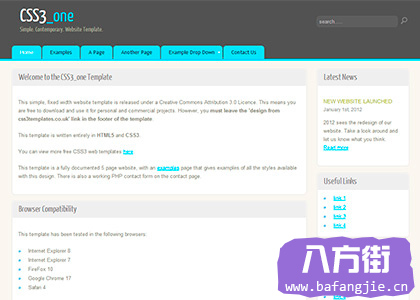 CSS3_one
Simple. Contemporary. Website Template.
search
Home
Examples
A Page
Another Page
Example Drop Down
Contact Us
Welcome to the CSS3_one Template
This simple, fixed width website template is released under a Creative Commons Attribution 3.0 Licence. This means you
are free to download and use it for personal and commercial projects. However, you must leave the 'design from
css3templates.co.uk' link in the footer of the template.
This template is written entirely in HTML5 and CSS3.
You can view more free CSS3 web templates here.
This template is a fully documented 5 page website, with an examples page that gives examples of all the styles available
with this design. There is also a working PHP contact form on the contact page.
Browser Compatibility
This template has been tested in the following browsers:
Internet Explorer 8
Internet Explorer 7
FireFox 10
Google Chrome 17
Safari 4
Latest News
NEW WEBSITE LAUNCHED
January 1st, 2012
2012 sees the redesign of our
website. Take a look around and
let us know what you think.
Read more
Useful Links
link 1
link 2
link 3
link 4
八方街
www.bafangjie.cn